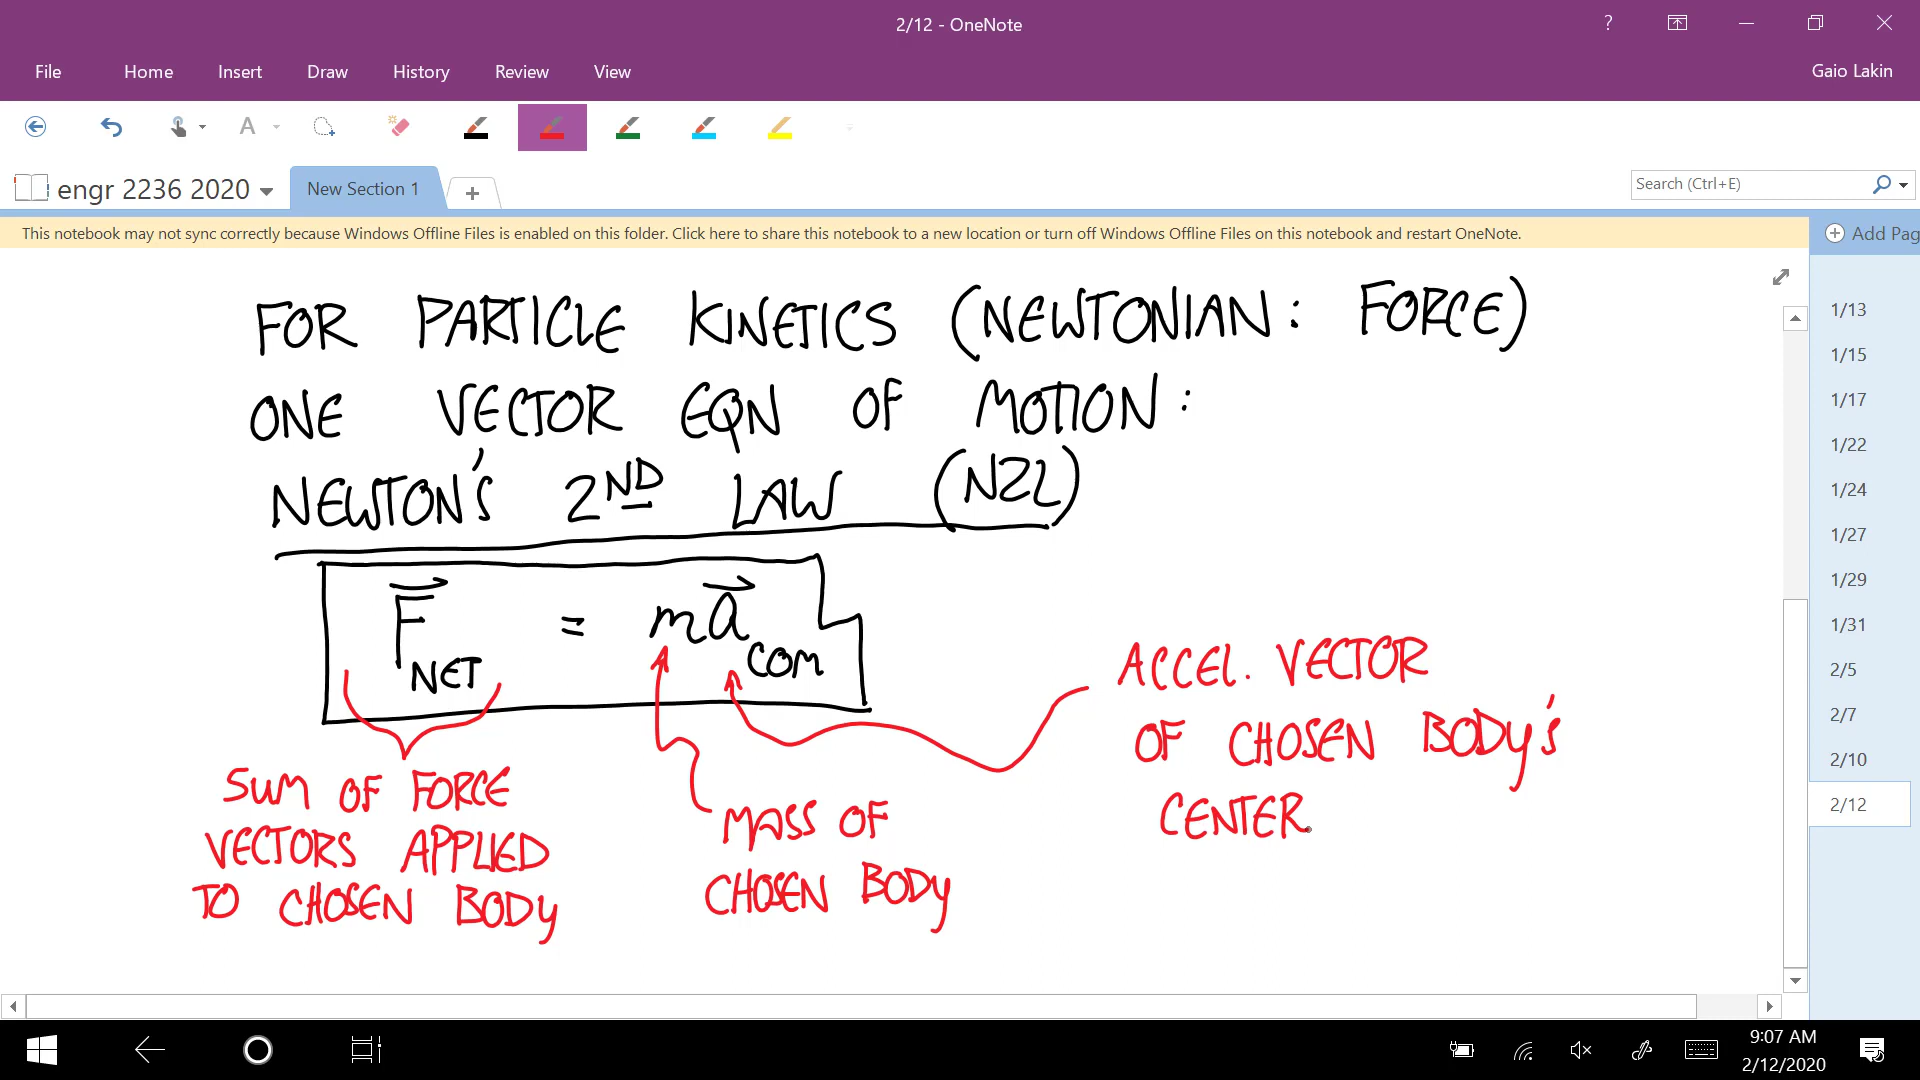 2/12 - OneNote
?
File Home Insert Draw History Review View
Gaio Lakin
A
engr 2236 2020
New Section 1
+
Search (Ctrl+E)
This notebook may not sync correctly because Windows Offline Files is enabled on this folder. Click here to share this notebook to a new location or turn off Windows Offline Files on this notebook and restart OneNote.
Add Pag
FOR PARTICLE KINETICS (NEWTONIAN: FORCE)
ONE VECTOR EQN OF MOTION:
NEWTON'S 2ND LAW (N2L)
F⃗ NET = m a⃗ COM
SUM OF FORCE
VECTORS APPLIED
TO CHOSEN BODY
MASS OF
CHOSEN BODY
ACCEL. VECTOR
OF CHOSEN BODY'S
CENTER
1/13
1/15
1/17
1/22
1/24
1/27
1/29
1/31
2/5
2/7
2/10
2/12
9:07 AM
2/12/2020